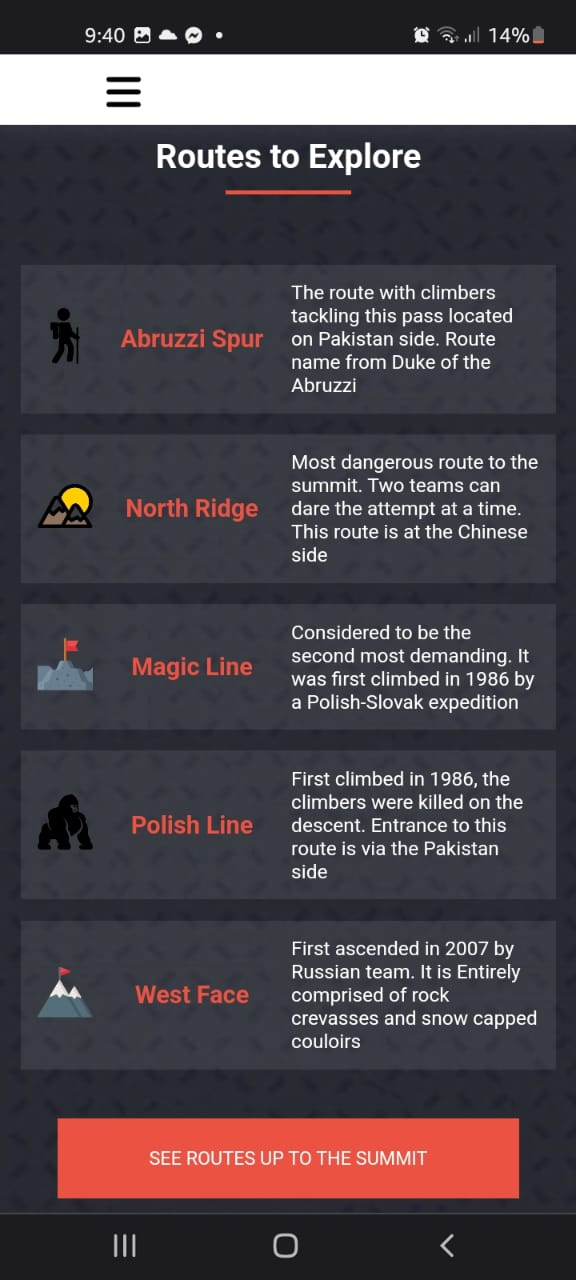 9:40
14%
Routes to Explore
Abruzzi Spur
The route with climbers
tackling this pass located
on Pakistan side. Route
name from Duke of the
Abruzzi
North Ridge
Most dangerous route to the
summit. Two teams can
dare the attempt at a time.
This route is at the Chinese
side
Magic Line
Considered to be the
second most demanding. It
was first climbed in 1986 by
a Polish-Slovak expedition
Polish Line
First climbed in 1986, the
climbers were killed on the
descent. Entrance to this
route is via the Pakistan
side
West Face
First ascended in 2007 by
Russian team. It is Entirely
comprised of rock
crevasses and snow capped
couloirs
SEE ROUTES UP TO THE SUMMIT